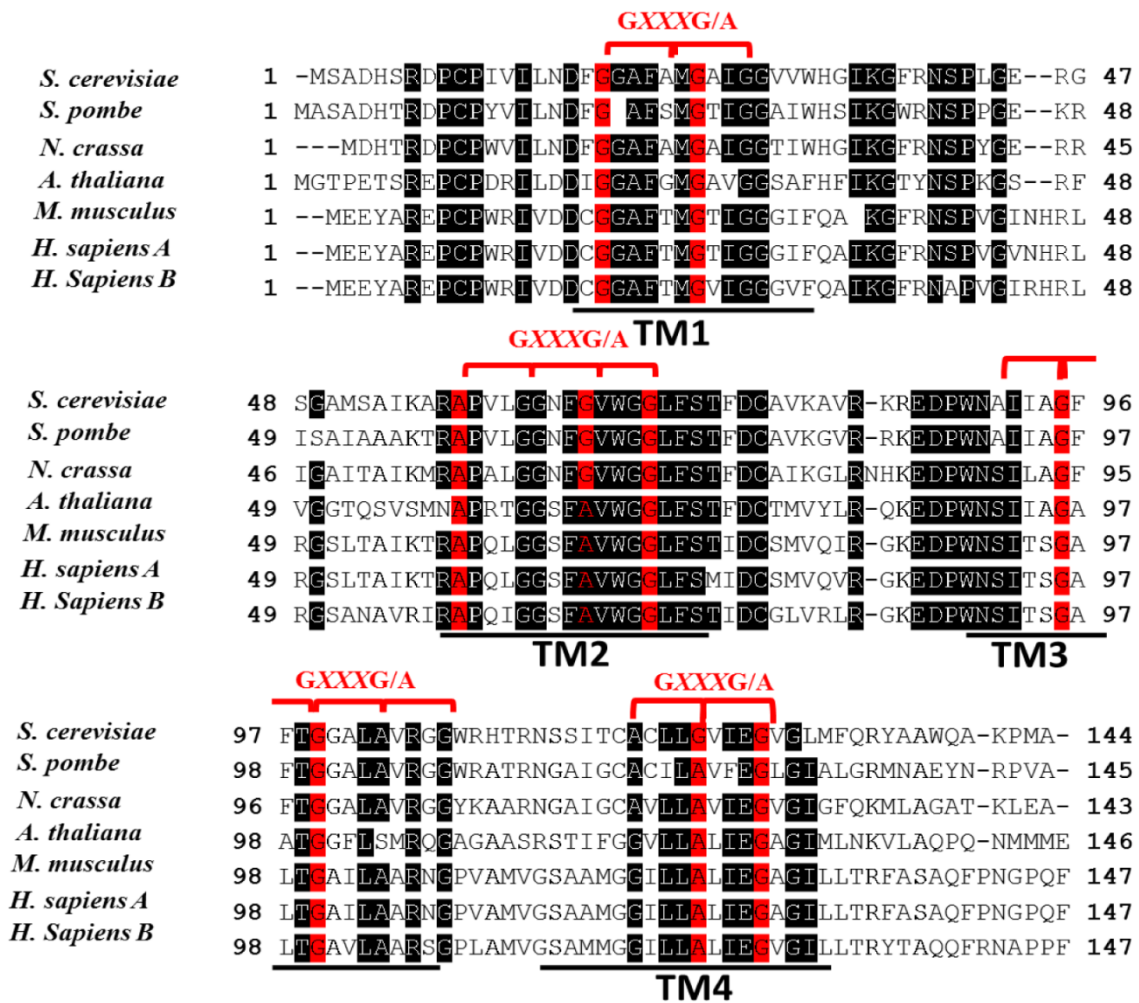 GXXXG/A
S. cerevisiae 1 -MSADHSRDPCPIVILNDFGGAFAMGAIGGVVWHGIKGFRNSPLGE--RG 47
S. pombe 1 MASADHTRDPCPYVILNDFG AFSMGTIGGAIWHSIKGWRNSPPGE--KR 48
N. crassa 1 ---MDHTRDPCPWVILNDFGGAFAMGAIGGTIWHGIKGFRNSPYGE--RR 45
A. thaliana 1 MGTPETSREPCPDRILDDIGGAFGMGAVGGSAFHFIKGTYNSPKGS--RF 48
M. musculus 1 --MEEYAREPCPWRIVDDCGGAFTMGTIGGGIFQA KGFRNSPVGINHRL 48
H. sapiens A 1 --MEEYAREPCPWRIVDDCGGAFTMGTIGGGIFQAIKGFRNSPVGVNHRL 48
H. Sapiens B 1 --MEEYAREPCPWRIVDDCGGAFTMGVIGGGVFQAIKGFRNAPVGIRHRL 48
TM1
GXXXG/A
S. cerevisiae 48 SGAMSAIKARAPVLGGNFGVWGGLFSTFDCAVKAVR-KREDPWNAIIAGF 96
S. pombe 49 ISAIAAAKTRAPVLGGNFGVWGGLFSTFDCAVKGVR-RKEDPWNAIIAGF 97
N. crassa 46 IGAITAIKMRAPALGGNFGVWGGLFSTFDCAIKGLRNHKEDPWNSILAGF 95
A. thaliana 49 VGGTQSVSMNAPRTGGSFAVWGGLFSTFDCTMVYLR-QKEDPWNSIIAGA 97
M. musculus 49 RGSLTAIKTRAPQLGGSFAVWGGLFSTIDCSMVQIR-GKEDPWNSITSGA 97
H. sapiens A 49 RGSLTAIKTRAPQLGGSFAVWGGLFSMIDCSMVQVR-GKEDPWNSITSGA 97
H. Sapiens B 49 RGSANAVRIRAPQIGGSFAVWGGLFSTIDCGLVRLR-GKEDPWNSITSGA 97
TM2 TM3
GXXXG/A GXXXG/A
S. cerevisiae 97 FTGGALAVRGGWRHTRNSSITCACLLGVIEGVGLMFQRYAAWQA-KPMA- 144
S. pombe 98 FTGGALAVRGGWRATRNGAIGCACILAVFEGLGIALGRMNAEYN-RPVA- 145
N. crassa 96 FTGGALAVRGGYKAARNGAIGCAVLLAVIEGVGIGFQKMLAGAT-KLEA- 143
A. thaliana 98 ATGGFLSMRQGAGAASRSTIFGGVLLALIEGAGIMLNKVLAQPQ-NMMME 146
M. musculus 98 LTGAILAARNGPVAMVGSAAMGGILLALIEGAGILLTRFASAQFPNGPQF 147
H. sapiens A 98 LTGAILAARNGPVAMVGSAAMGGILLALIEGAGILLTRFASAQFPNGPQF 147
H. Sapiens B 98 LTGAVLAARSGPLAMVGSAMMGGILLALIEGVGILLTRYTAQQFRNAPPF 147
TM4